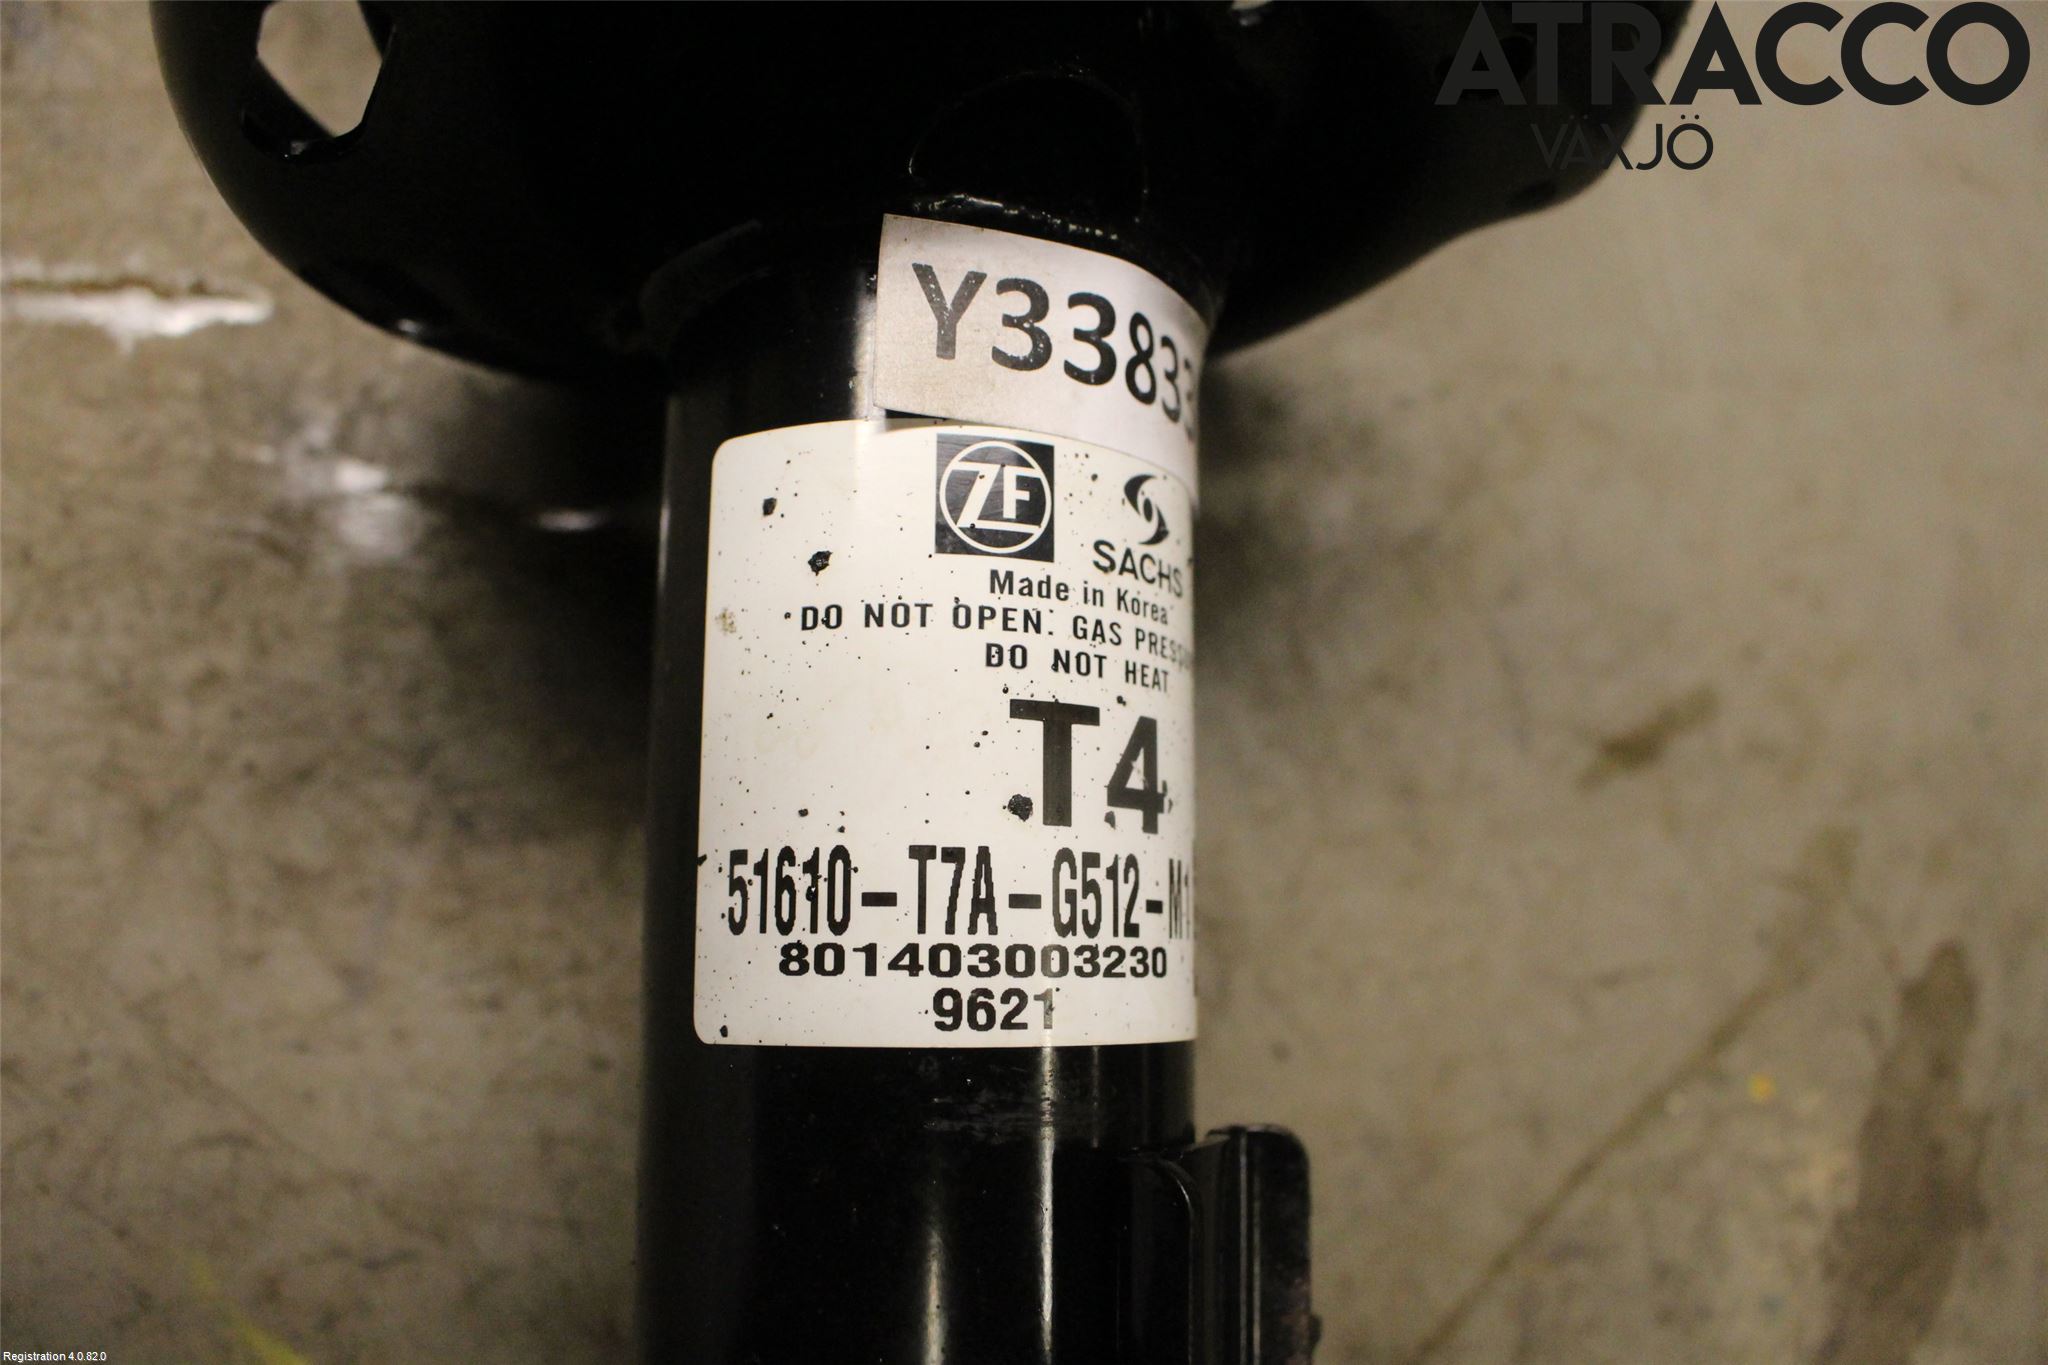 ATRACCO
VÄXJÖ
Y3383
ZF
SACHS
Made in Korea
DO NOT OPEN. GAS
DO NOT HEAT
T4
51610-T7A-G512-M1
801403003230
9621
Registration 4.0.82.0